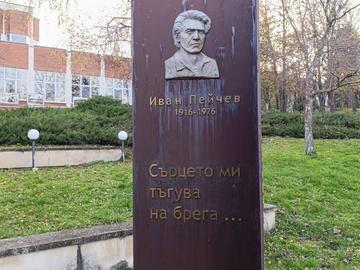 Иван Пейчев
1916-1976
Сърцето ми
тъгува
на брега ...